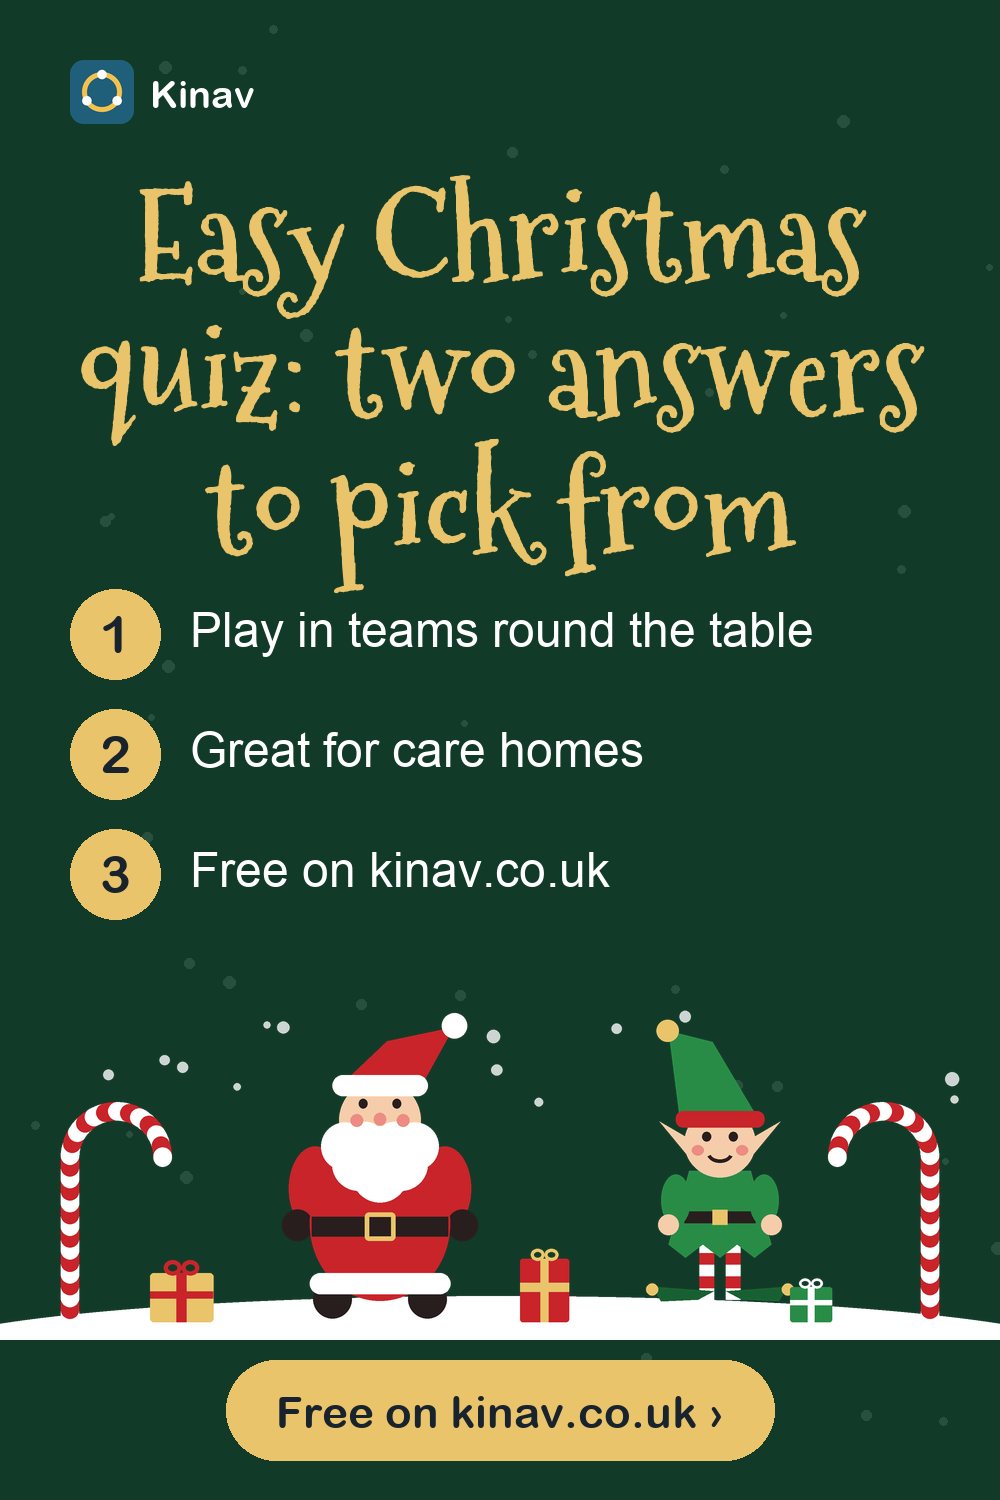 Kinav
Easy Christmas
quiz: two answers
to pick from
1 Play in teams round the table
2 Great for care homes
3 Free on kinav.co.uk
Free on kinav.co.uk ›